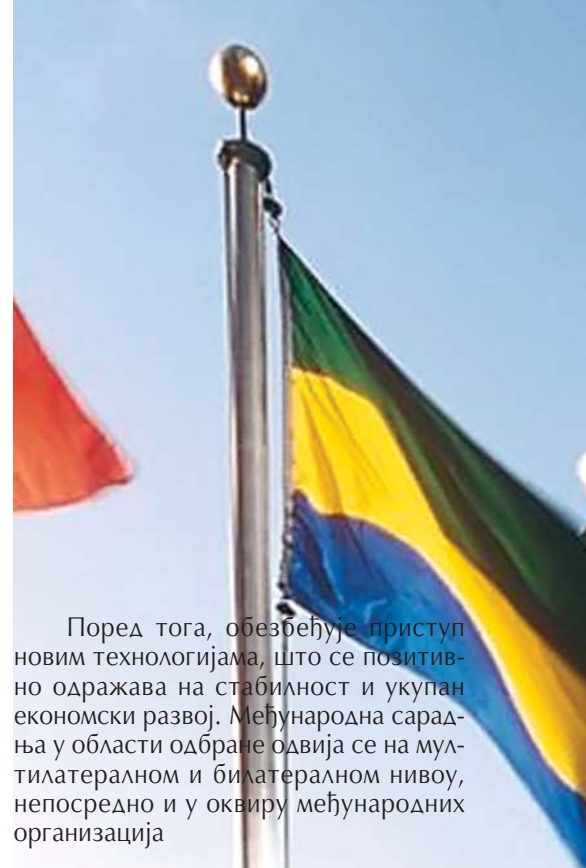 Поред тога, обезбеђује приступ
новим технологијама, што се позитив-
но одражава на стабилност и укупан
економски развој. Међународна сарад-
ња у области одбране одвија се на мул-
тилатералном и билатералном нивоу,
непосредно и у оквиру међународних
организација